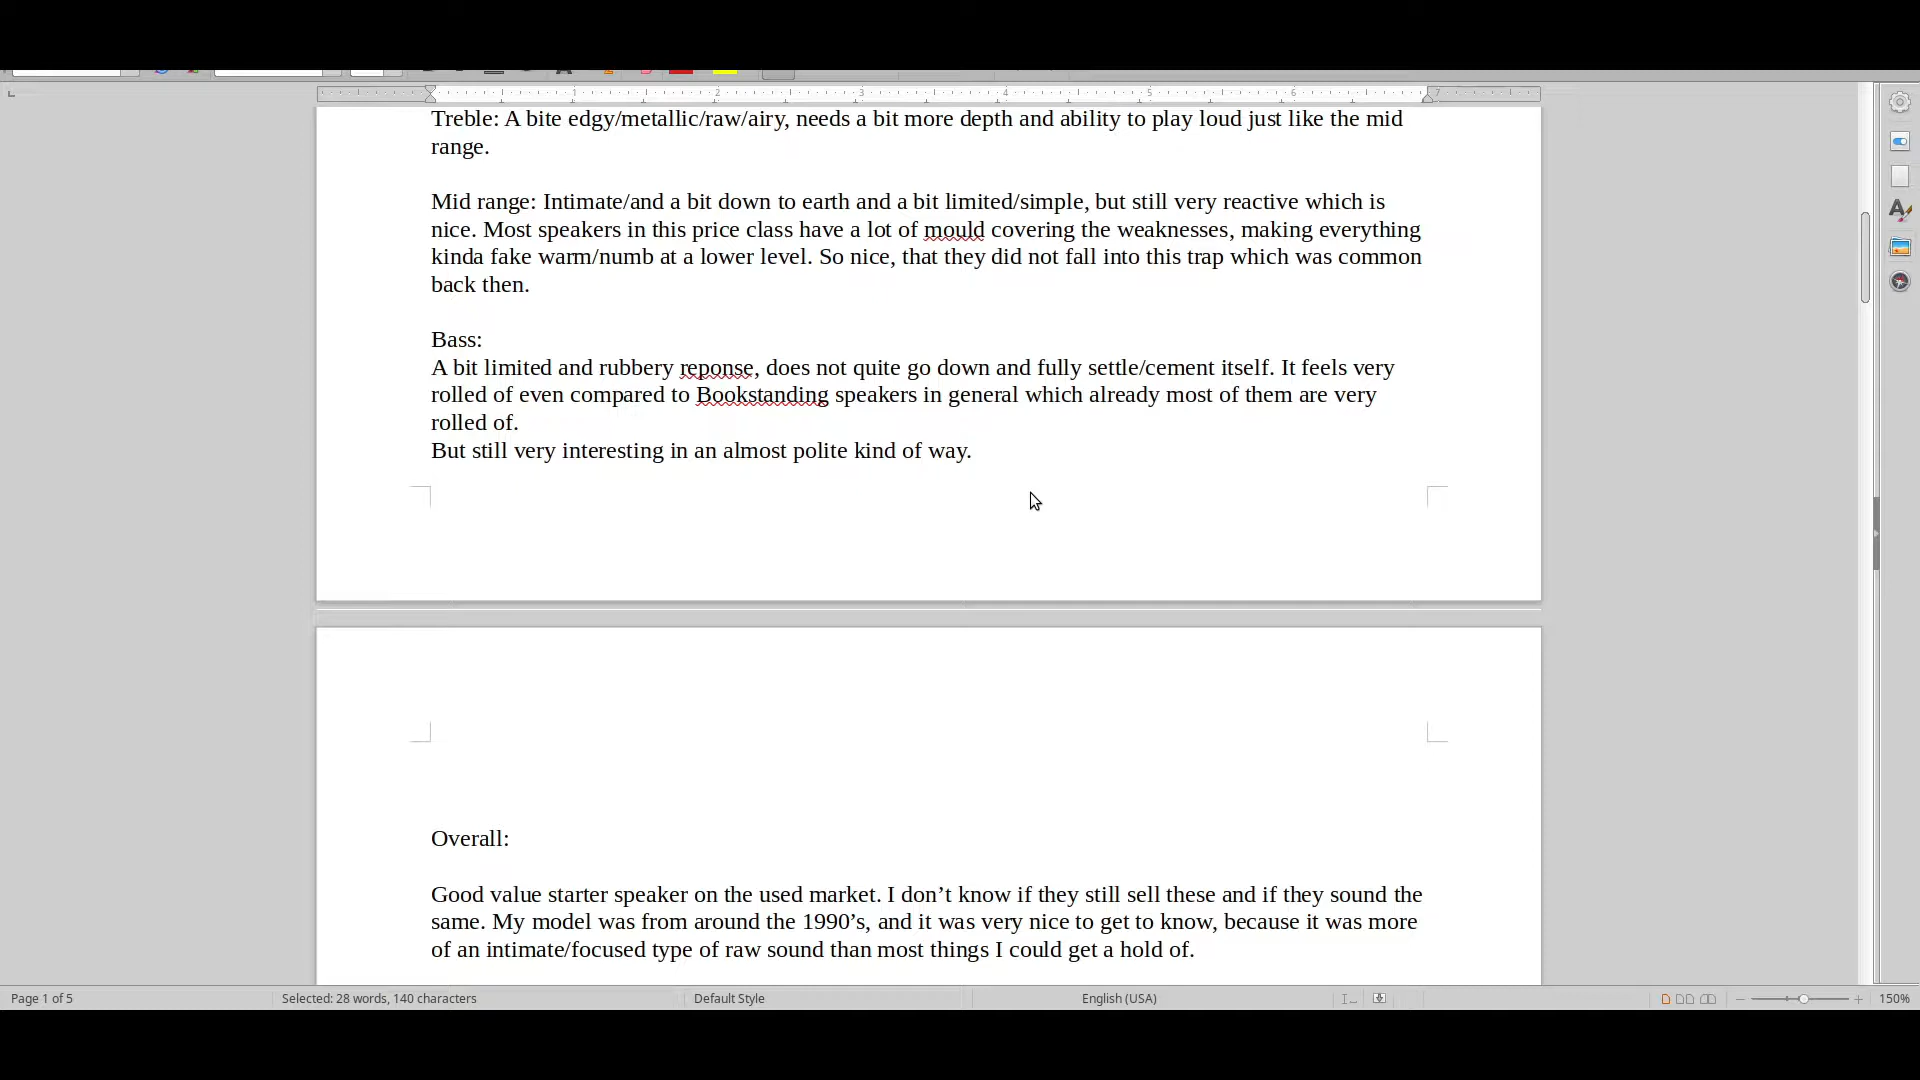 1 2 3 4 5 6 7
Treble: A bite edgy/metallic/raw/airy, needs a bit more depth and ability to play loud just like the mid
range.
Mid range: Intimate/and a bit down to earth and a bit limited/simple, but still very reactive which is
nice. Most speakers in this price class have a lot of mould covering the weaknesses, making everything
kinda fake warm/numb at a lower level. So nice, that they did not fall into this trap which was common
back then.
Bass:
A bit limited and rubbery reponse, does not quite go down and fully settle/cement itself. It feels very
rolled of even compared to Bookstanding speakers in general which already most of them are very
rolled of.
But still very interesting in an almost polite kind of way.
Overall:
Good value starter speaker on the used market. I don’t know if they still sell these and if they sound the
same. My model was from around the 1990’s, and it was very nice to get to know, because it was more
of an intimate/focused type of raw sound than most things I could get a hold of.
Page 1 of 5 Selected: 28 words, 140 characters Default Style English (USA) 150%